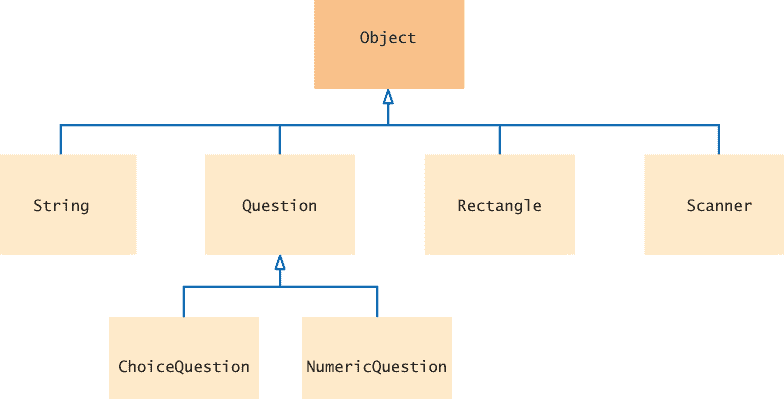 Object
String
Question
Rectangle
Scanner
ChoiceQuestion
NumericQuestion